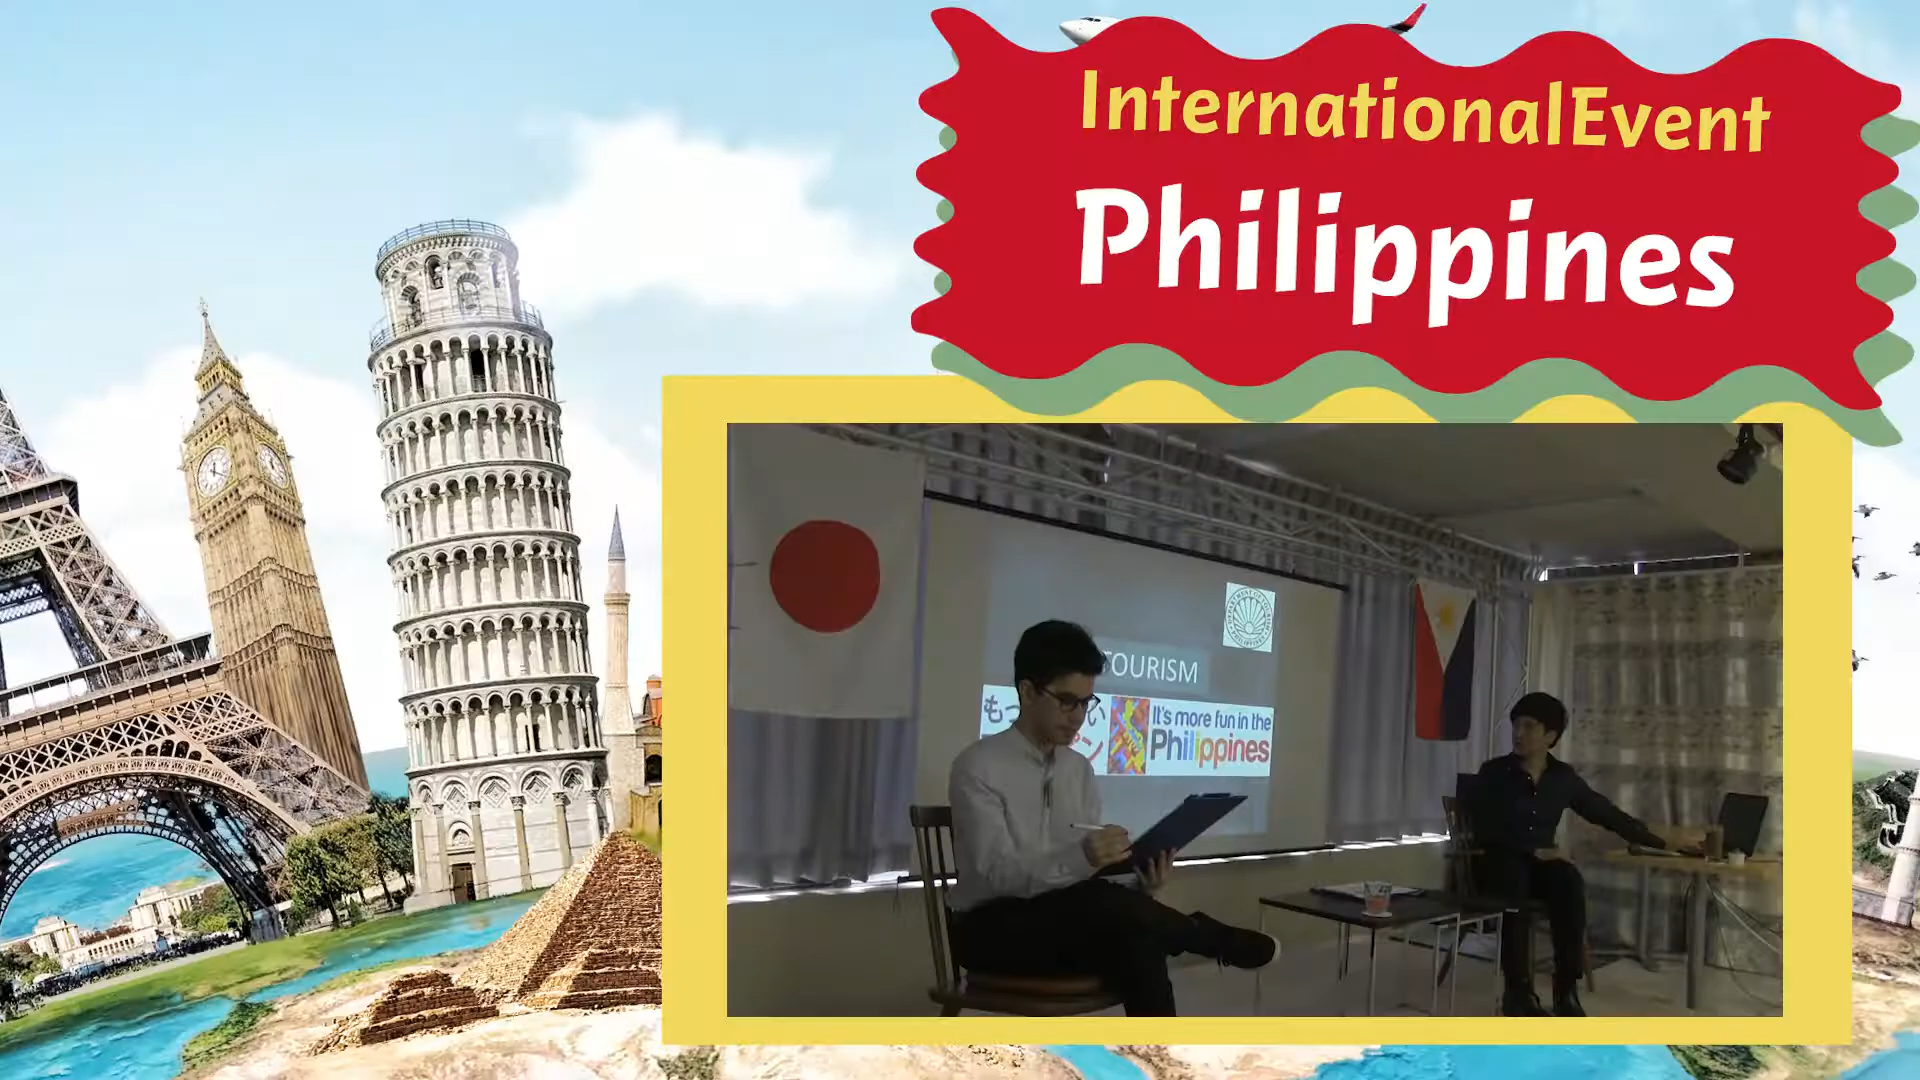 InternationalEvent
Philippines
TOURISM
It's more fun in the
Philippines